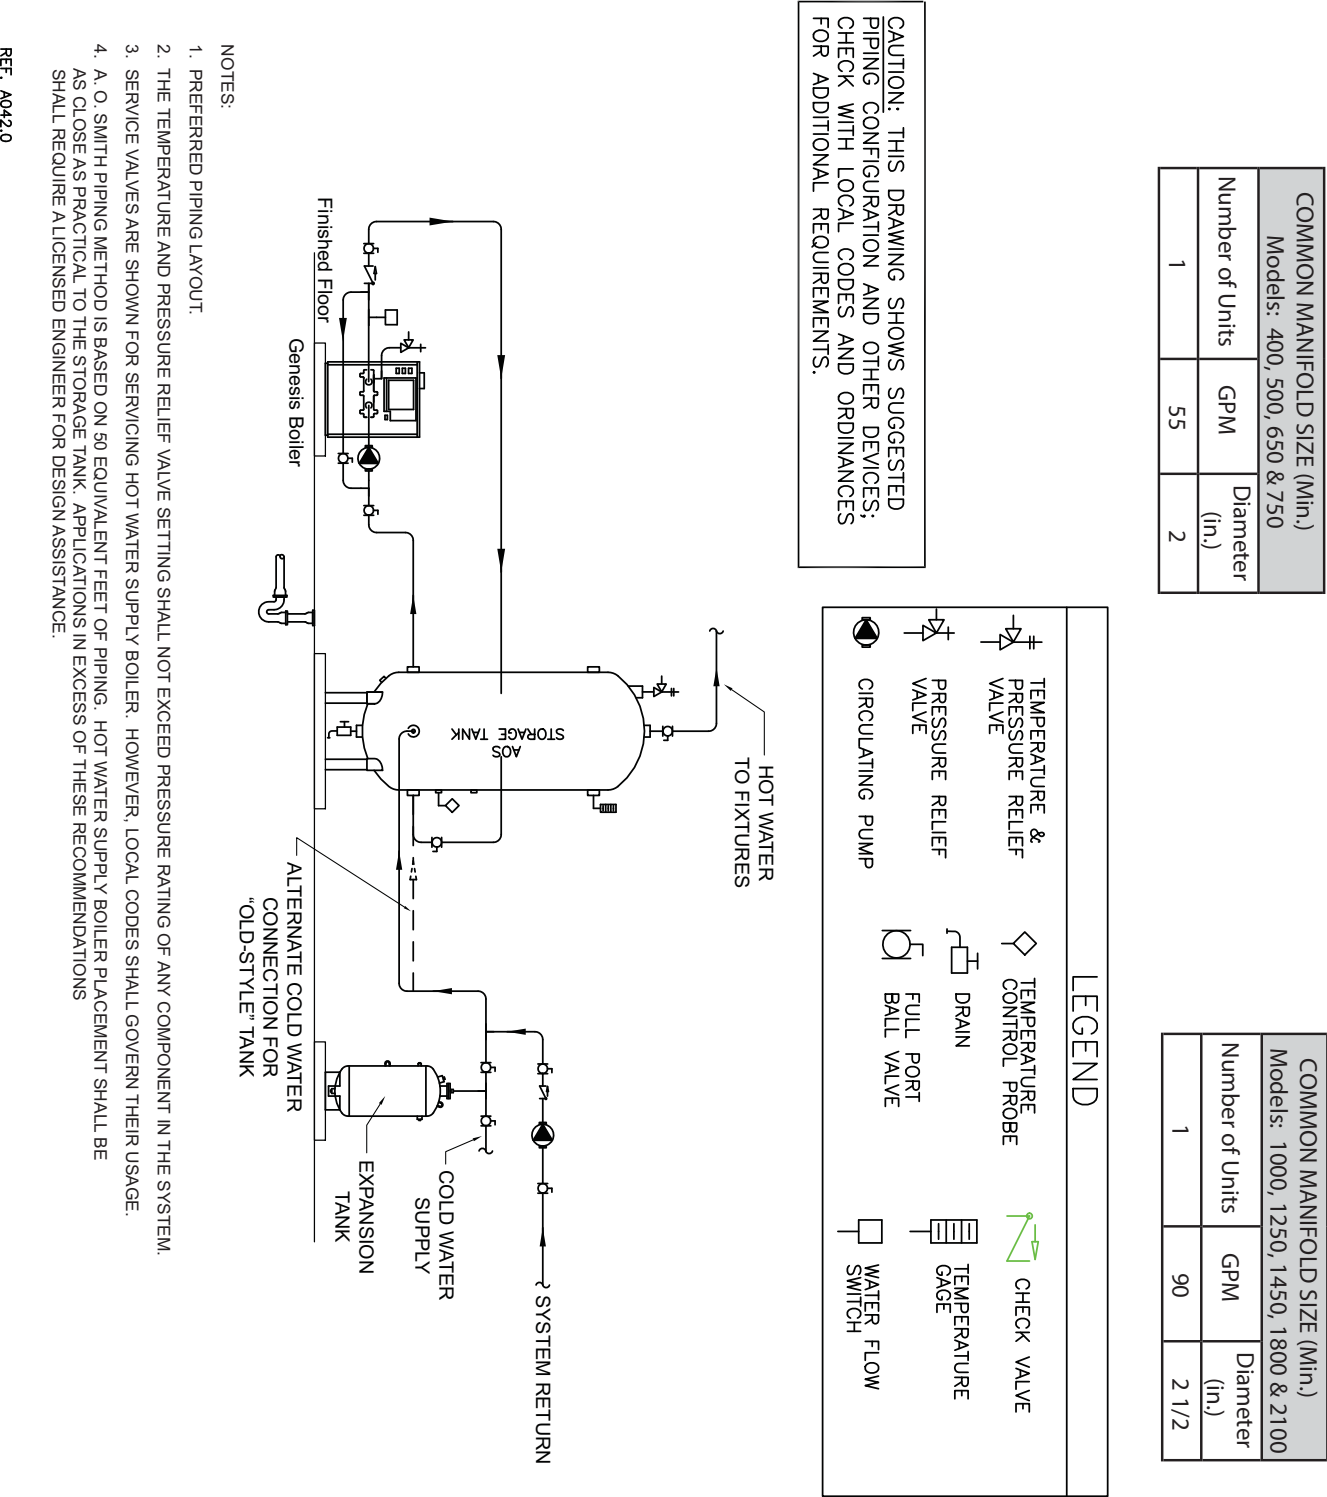 COMMON MANIFOLD SIZE (Min.)
Models: 400, 500, 650 & 750
Number of Units
GPM
Diameter
(in.)
1
55
2
COMMON MANIFOLD SIZE (Min.)
Models: 1000, 1250, 1450, 1800 & 2100
Number of Units
GPM
Diameter
(in.)
1
90
2 1/2
CAUTION: THIS DRAWING SHOWS SUGGESTED
PIPING CONFIGURATION AND OTHER DEVICES;
CHECK WITH LOCAL CODES AND ORDINANCES
FOR ADDITIONAL REQUIREMENTS.
LEGEND
TEMPERATURE &
PRESSURE RELIEF
VALVE
PRESSURE RELIEF
VALVE
CIRCULATING PUMP
TEMPERATURE
CONTROL PROBE
DRAIN
FULL PORT
BALL VALVE
CHECK VALVE
TEMPERATURE
GAGE
WATER FLOW
SWITCH
HOT WATER
TO FIXTURES
AOS
STORAGE TANK
SYSTEM RETURN
COLD WATER
SUPPLY
EXPANSION
TANK
Finished Floor
Genesis Boiler
ALTERNATE COLD WATER
CONNECTION FOR
"OLD-STYLE" TANK
NOTES:
1. PREFERRED PIPING LAYOUT.
2. THE TEMPERATURE AND PRESSURE RELIEF VALVE SETTING SHALL NOT EXCEED PRESSURE RATING OF ANY COMPONENT IN THE SYSTEM.
3. SERVICE VALVES ARE SHOWN FOR SERVICING HOT WATER SUPPLY BOILER. HOWEVER, LOCAL CODES SHALL GOVERN THEIR USAGE.
4. A. O. SMITH PIPING METHOD IS BASED ON 50 EQUIVALENT FEET OF PIPING. HOT WATER SUPPLY BOILER PLACEMENT SHALL BE
AS CLOSE AS PRACTICAL TO THE STORAGE TANK. APPLICATIONS IN EXCESS OF THESE RECOMMENDATIONS
SHALL REQUIRE A LICENSED ENGINEER FOR DESIGN ASSISTANCE.
REF. A042.0